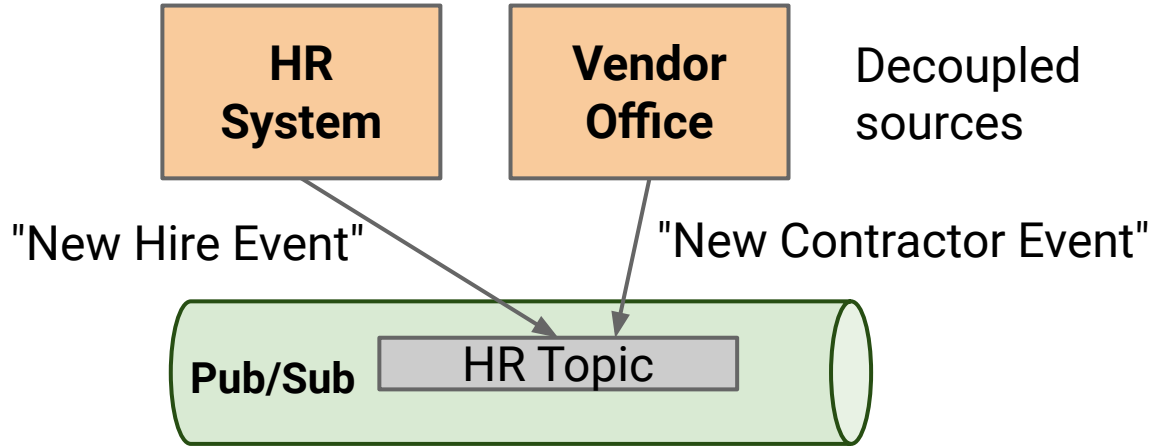 HR
System
Vendor
Office
Decoupled
sources
"New Hire Event"
"New Contractor Event"
Pub/Sub
HR Topic